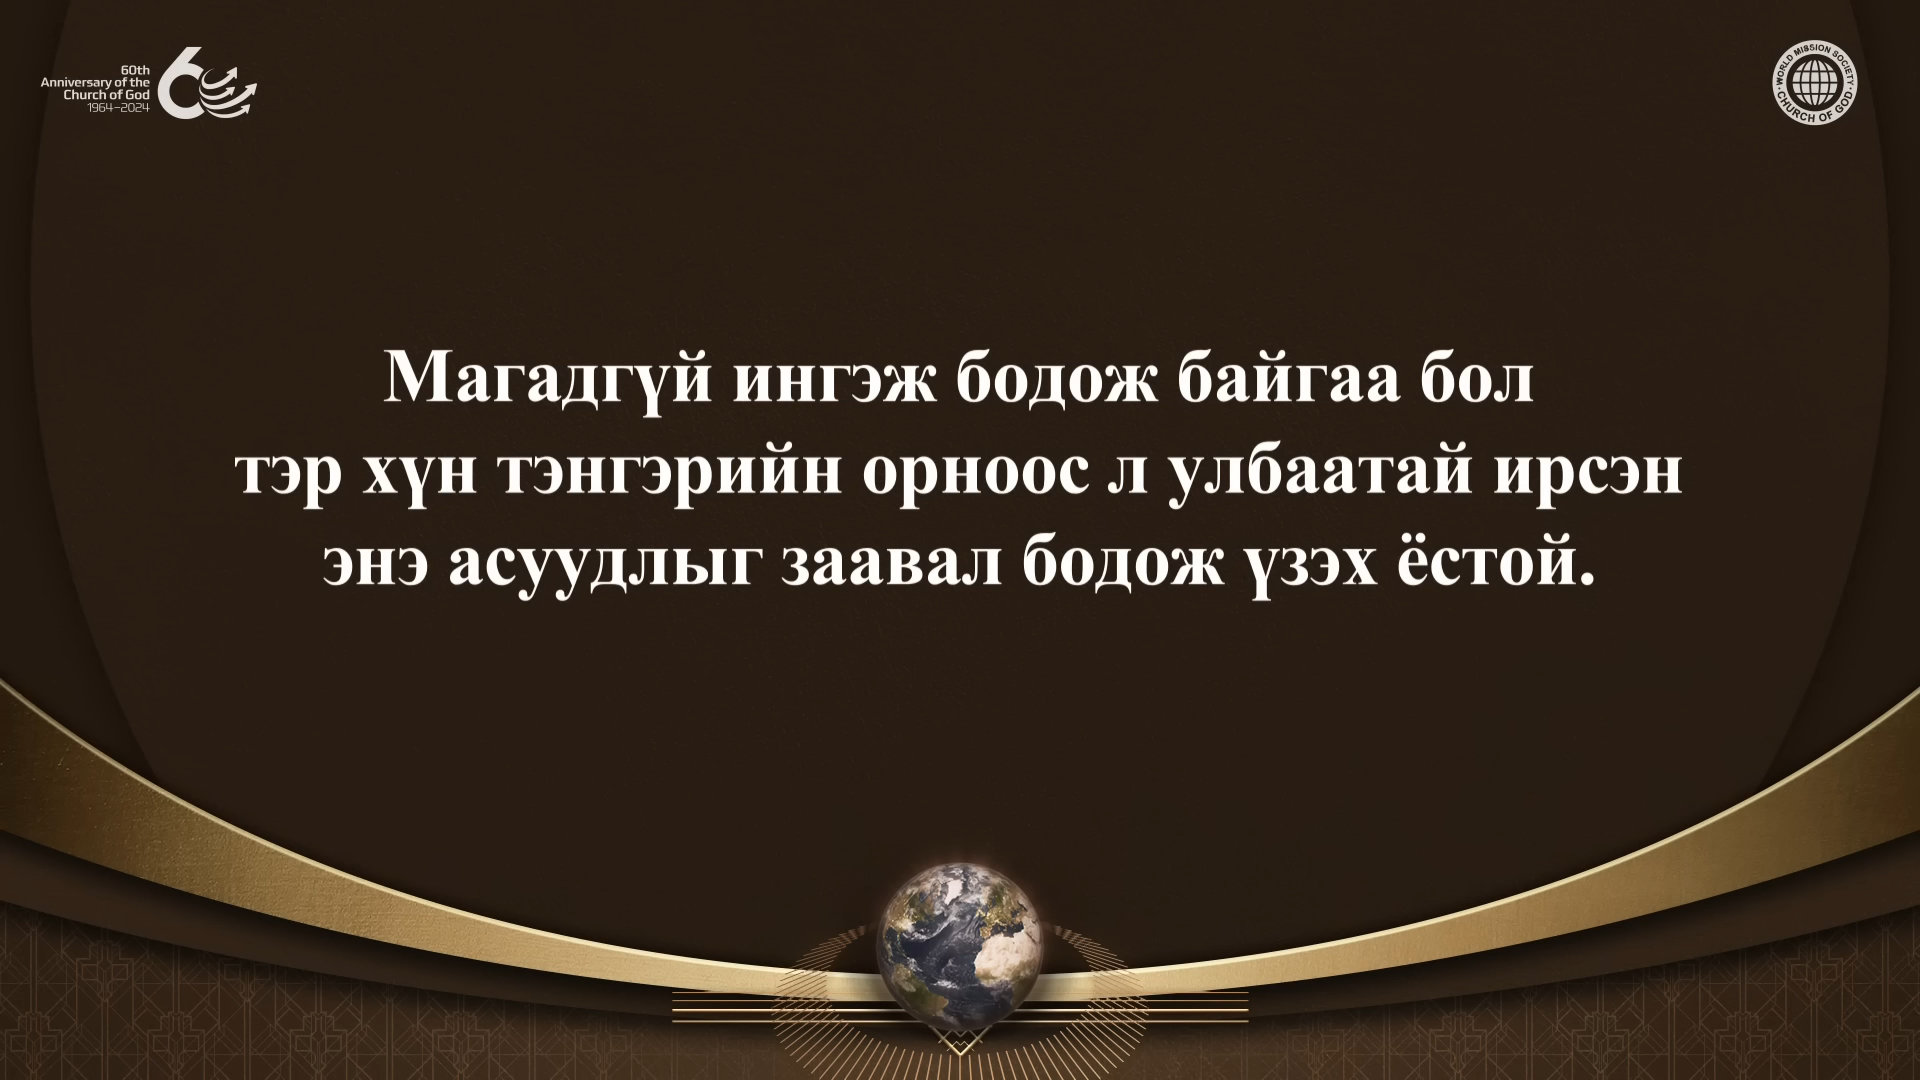 60th
Anniversary of the
Church of God
1964–2024
WORLD MISSION SOCIETY
CHURCH OF GOD
Магадгүй ингэж бодож байгаа бол
тэр хүн тэнгэрийн орноос л улбаатай ирсэн
энэ асуудлыг заавал бодож үзэх ёстой.